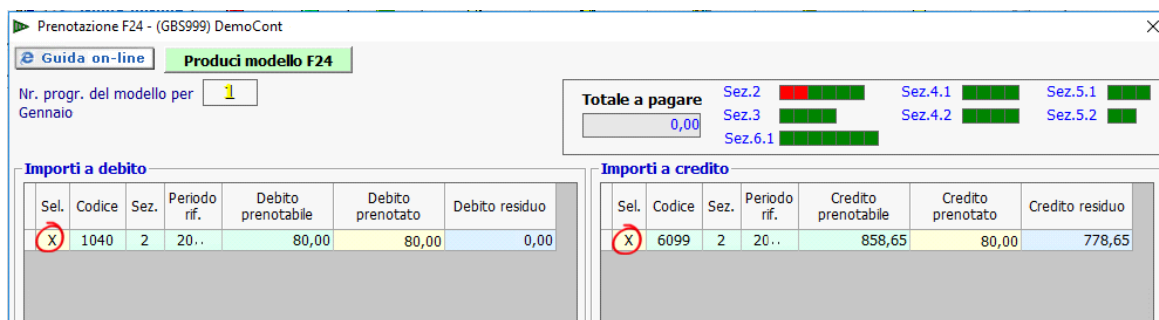 Prenotazione F24 - (GBS999) DemoCont
Guida on-line Produci modello F24
Nr. progr. del modello per 1
Gennaio
Totale a pagare
0,00
Sez.2 Sez.4.1 Sez.5.1
Sez.3 Sez.4.2 Sez.5.2
Sez.6.1
Importi a debito
Sel. Codice Sez. Periodo rif. Debito prenotabile Debito prenotato Debito residuo
X 1040 2 20.. 80,00 80,00 0,00
Importi a credito
Sel. Codice Sez. Periodo rif. Credito prenotabile Credito prenotato Credito residuo
X 6099 2 20.. 858,65 80,00 778,65